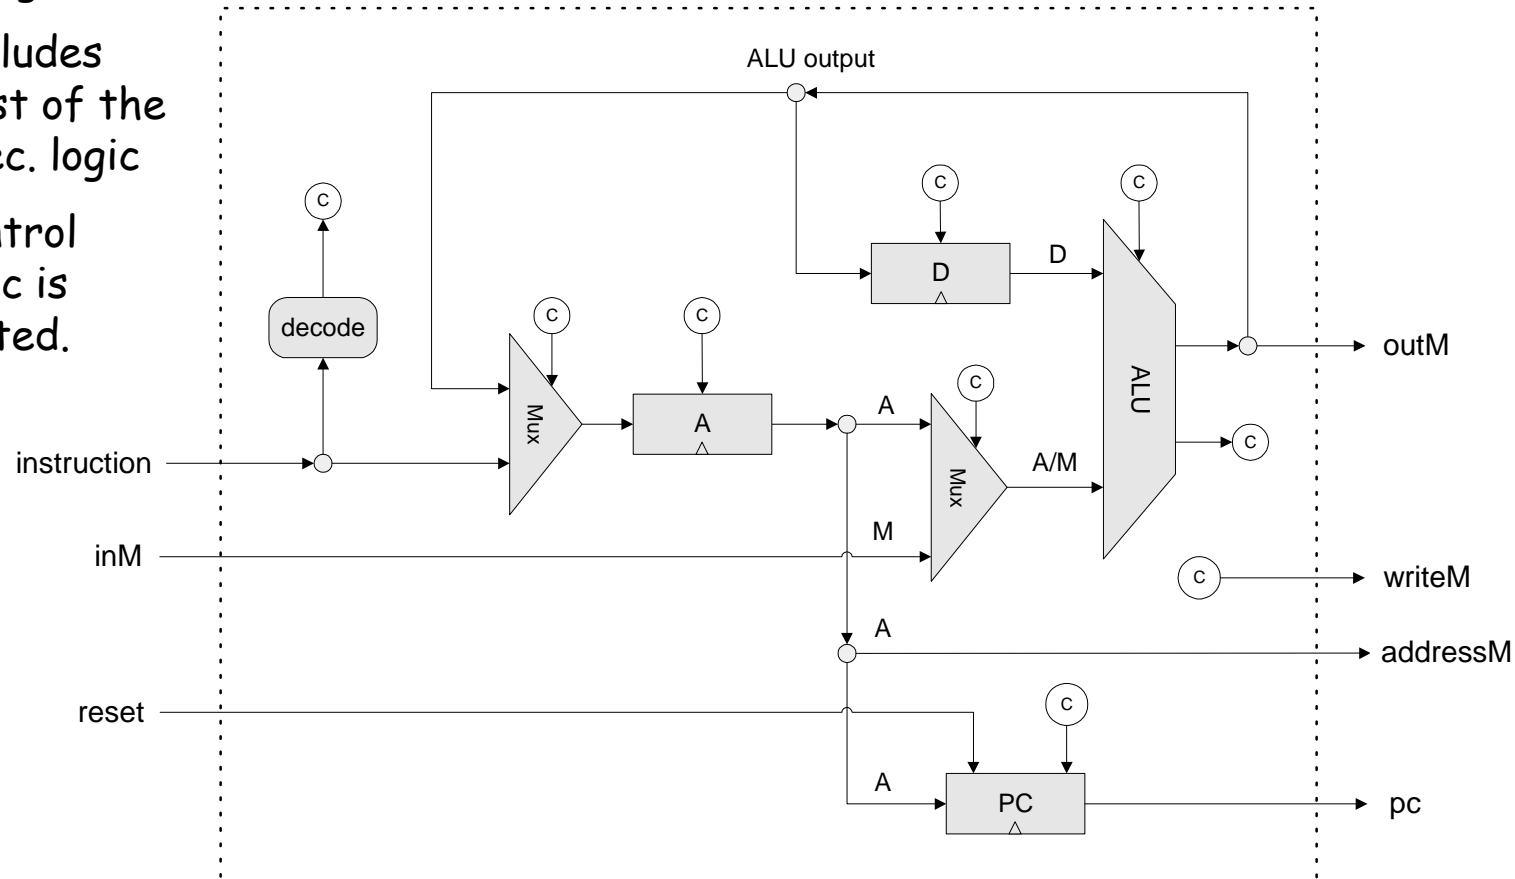 ludes
st of the
ec. logic
trol
c is
ted.
ALU output
C
C
C
D
D
decode
C
C
outM
Mux
A
A
C
ALU
instruction
Mux
A/M
C
inM
M
C
writeM
A
addressM
reset
C
A
PC
pc